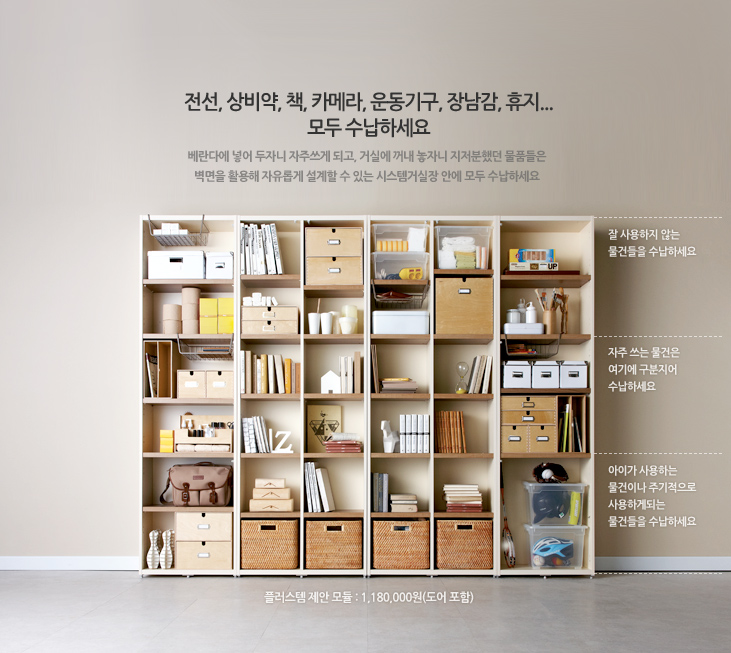 전선, 상비약, 책, 카메라, 운동기구, 장남감, 휴지...
모두 수납하세요
베란다에 넣어 두자니 자주쓰게 되고, 거실에 꺼내 놓자니 지저분했던 물품들은
벽면을 활용해 자유롭게 설계할 수 있는 시스템거실장 안에 모두 수납하세요
잘 사용하지 않는
물건들을 수납하세요
UP
자주 쓰는 물건은
여기에 구분지어
수납하세요
Z
아이가 사용하는
물건이나 주기적으로
사용하게되는
물건들을 수납하세요
플러스템 제안 모듈 : 1,180,000원(도어 포함)